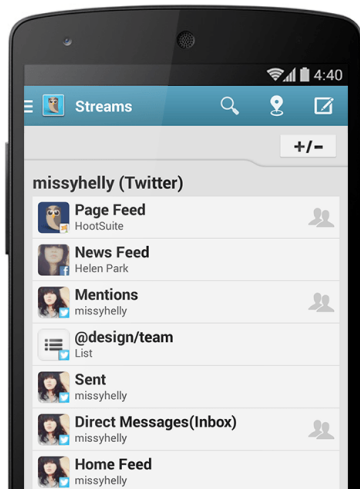 4:40
Streams
+/-
missyhelly (Twitter)
Page Feed
HootSuite
News Feed
Helen Park
Mentions
missyhelly
@design/team
List
Sent
missyhelly
Direct Messages(Inbox)
missyhelly
Home Feed
missyhelly